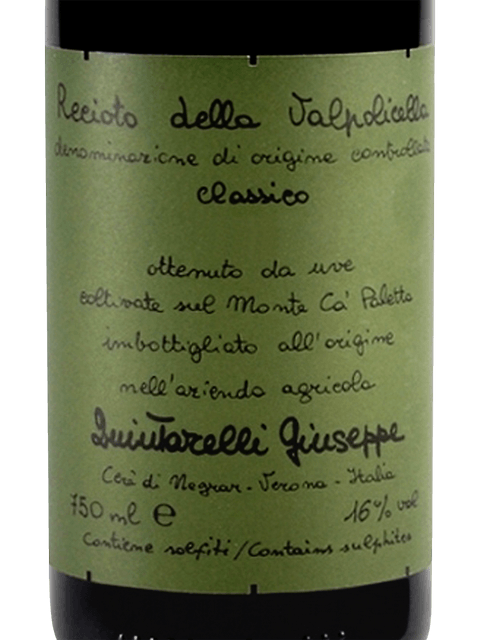 Recioto della Valpolicella
denominazione di origine controllata
classico
ottenuto da uve
coltivate sul Monte Ca' Paletta
imbottigliato all'origine
nell'azienda agricola
Quintarelli Giuseppe
Cerè di Negrar - Verona - Italia
750 ml e 16% vol
Contiene solfiti/Contains sulphites